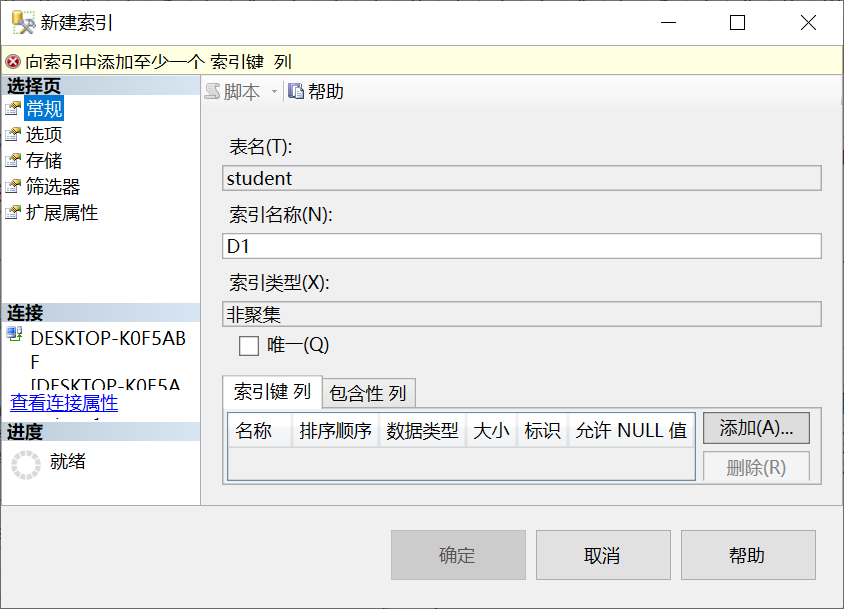 新建索引
向索引中添加至少一个 索引键 列
选择页
常规
选项
存储
筛选器
扩展属性
连接
DESKTOP-K0F5AB
F
[DESKTOP-K0F5A
查看连接属性
进度
就绪
脚本
帮助
表名(T):
student
索引名称(N):
D1
索引类型(X):
非聚集
唯一(Q)
索引键 列
包含性 列
名称 排序顺序 数据类型 大小 标识 允许 NULL 值
添加(A)...
删除(R)
确定
取消
帮助